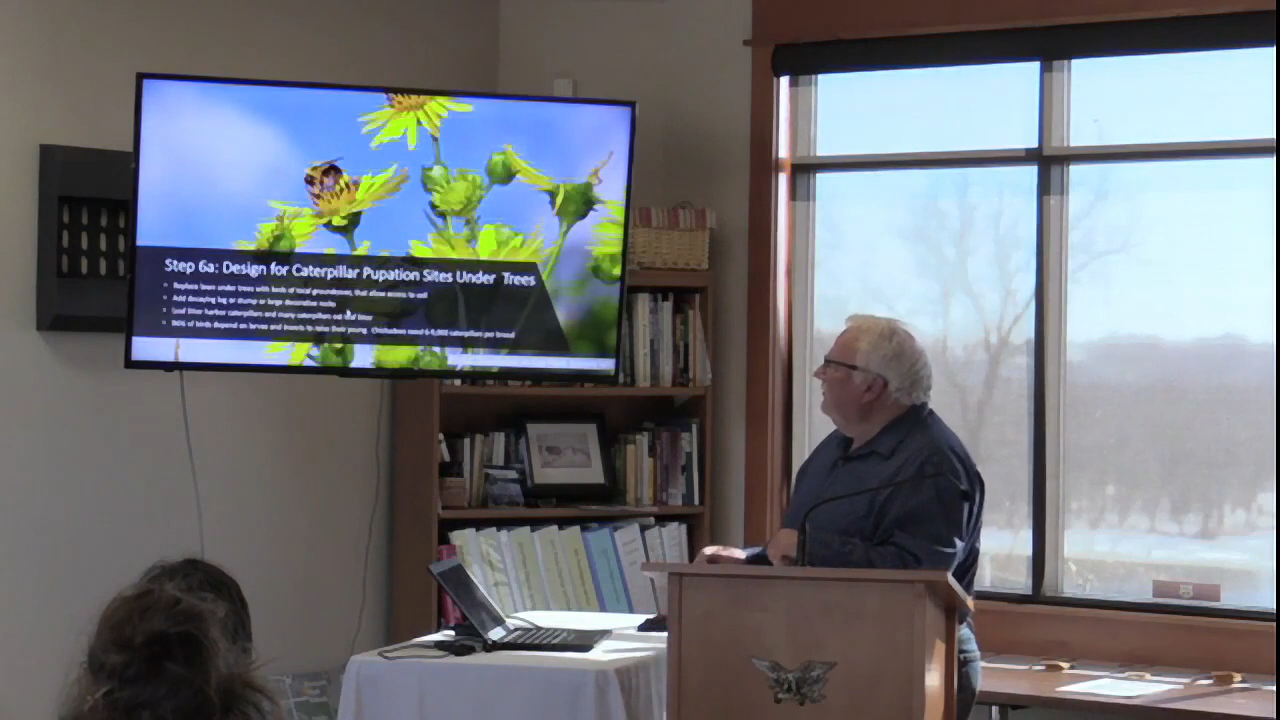 Step 6a: Design for Caterpillar Pupation Sites Under Trees
Replace lawn under trees with beds of local groundcover, that allow access to soil
Add decaying log or stump or large decorative rocks
Leaf litter harbor caterpillars and many caterpillars eat leaf litter
96% of birds depend on larvae and insects to raise their young. (Chickadees need 6-9,000 caterpillars per brood)